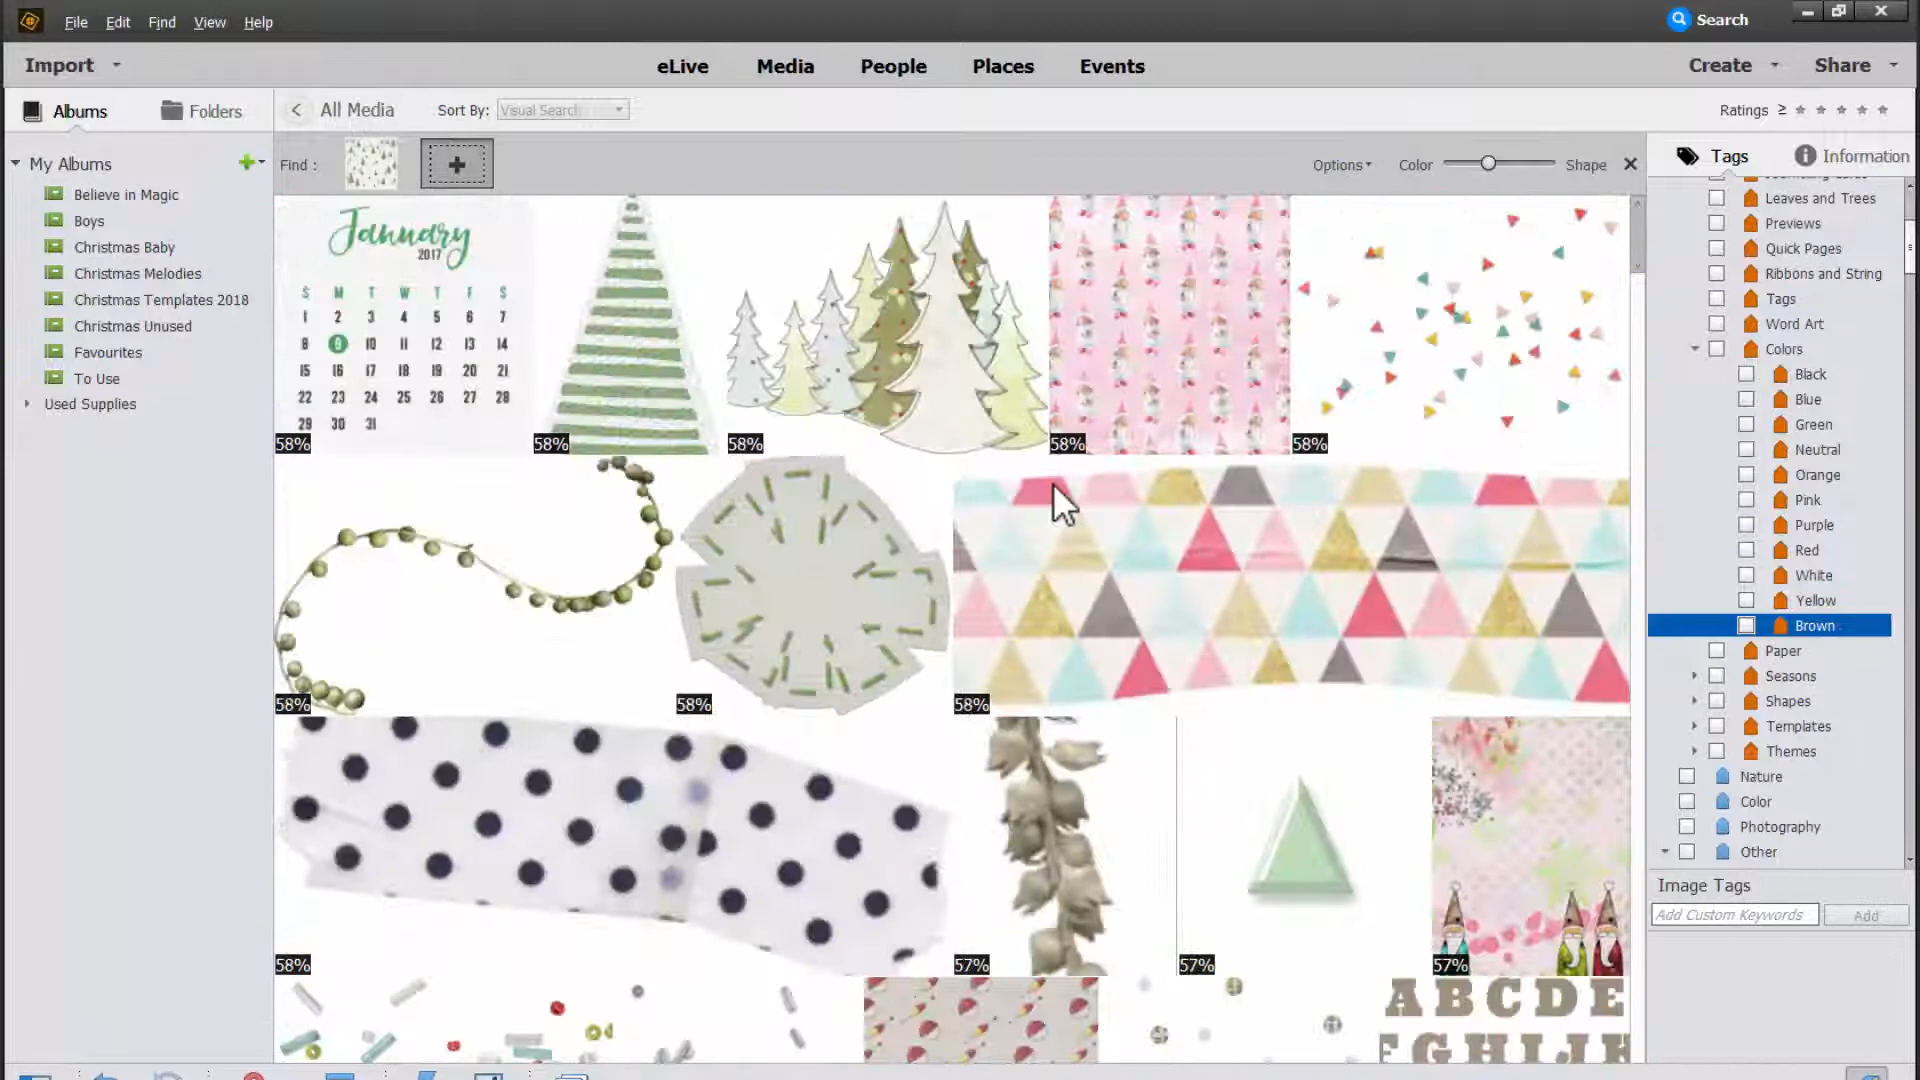 File Edit Find View Help
Search
Import
eLive Media People Places Events
Create Share
Albums Folders
All Media
Sort By: Visual Search
Ratings ≥
Find :
Options
Color Shape
Tags Information
My Albums
Believe in Magic
Boys
Christmas Baby
Christmas Melodies
Christmas Templates 2018
Christmas Unused
Favourites
To Use
Used Supplies
January
2017
S M T W T F S
1 2 3 4 5 6 7
8 9 10 11 12 13 14
15 16 17 18 19 20 21
22 23 24 25 26 27 28
29 30 31
58% 58% 58% 58% 58%
58% 58% 58%
58% 57% 57% 57%
A B C D E
F G H I J K
Leaves and Trees
Previews
Quick Pages
Ribbons and String
Tags
Word Art
Colors
Black
Blue
Green
Neutral
Orange
Pink
Purple
Red
White
Yellow
Brown
Paper
Seasons
Shapes
Templates
Themes
Nature
Color
Photography
Other
Image Tags
Add Custom Keywords Add